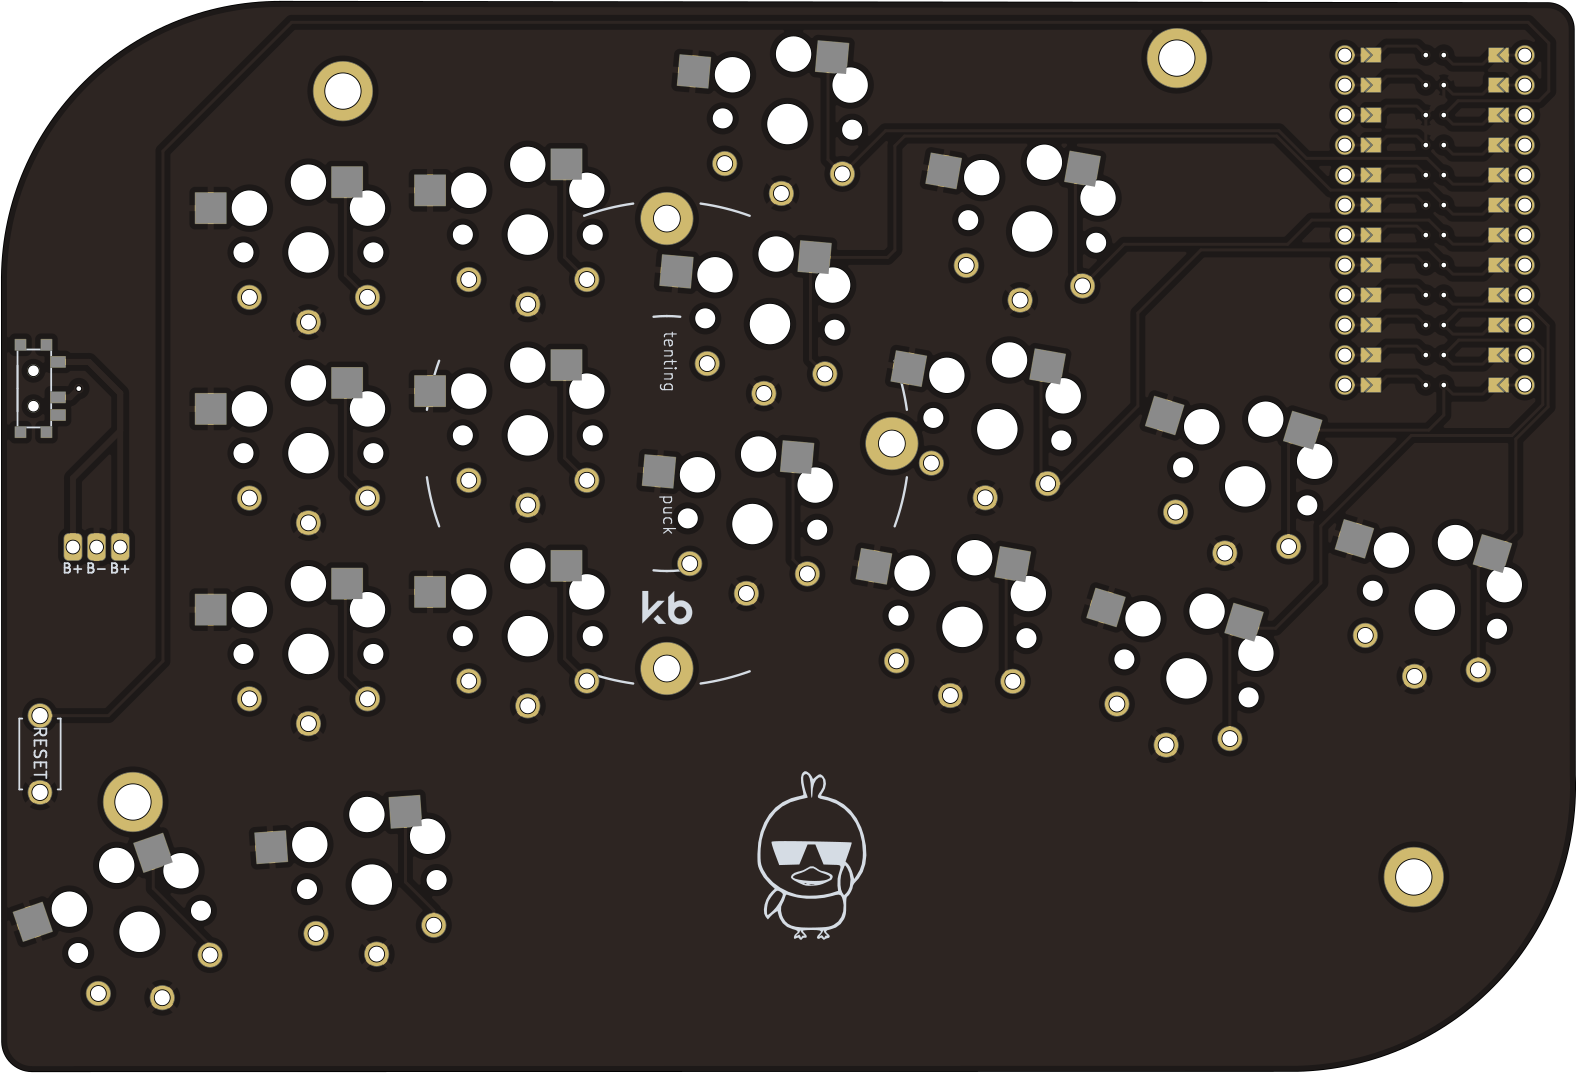 tenting
puck
B+ B- B+
kb
RESET